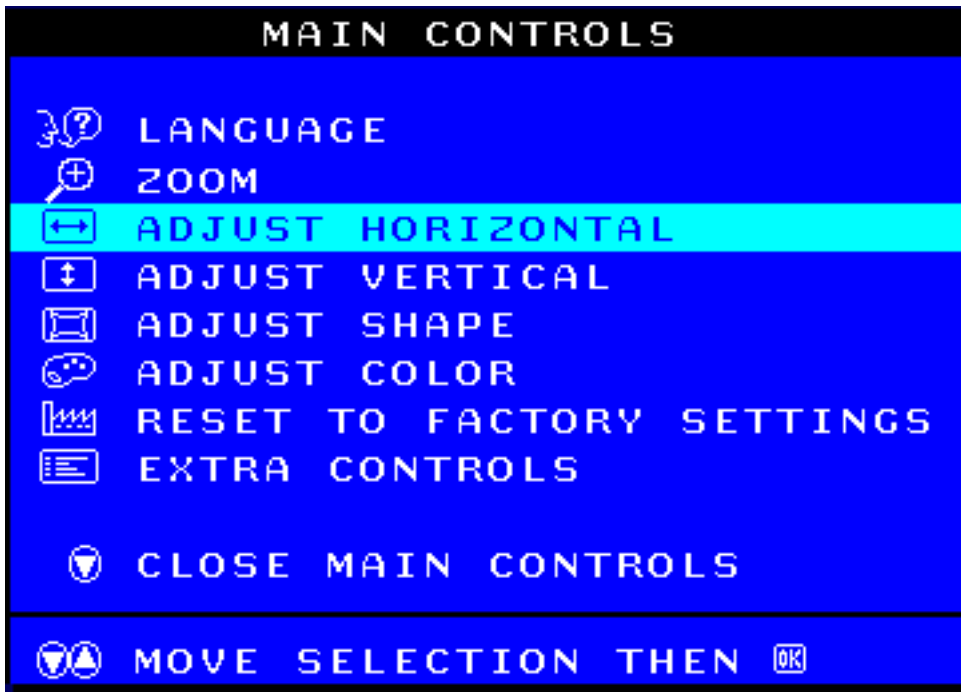 MAIN CONTROLS
LANGUAGE
ZOOM
ADJUST HORIZONTAL
ADJUST VERTICAL
ADJUST SHAPE
ADJUST COLOR
RESET TO FACTORY SETTINGS
EXTRA CONTROLS
CLOSE MAIN CONTROLS
MOVE SELECTION THEN OK